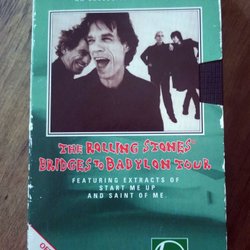 THE ROLLING STONES
BRIDGES TO BABYLON TOUR
FEATURING EXTRACTS OF
START ME UP
AND SAINT OF ME.